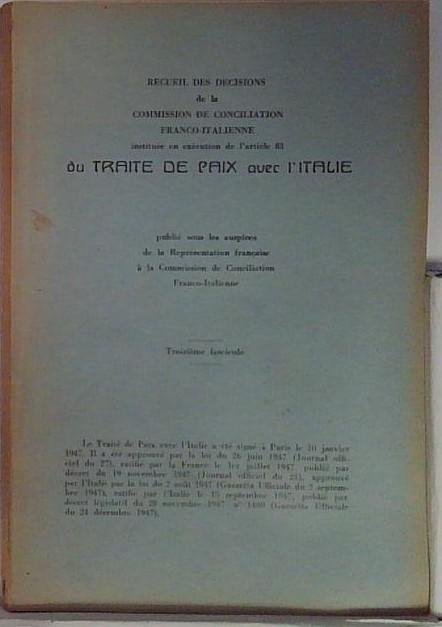 RECUEIL DES DECISIONS
de la
COMMISSION DE CONCILIATION
FRANCO-ITALIENNE
instituée en exécution de l'article 83
du TRAITE DE PAIX avec l'ITALIE
publié sous les auspices
de la Représentation française
à la Commission de Conciliation
Franco-Italienne
Troisième fascicule
Le Traité de Paix avec l'Italie a été signé à Paris le 10 janvier
1947. Il a été approuvé par la loi du 26 juin 1947 (Journal offi-
ciel du 27), ratifié par la France le 1er juillet 1947, publié par
décret du 19 novembre 1947 (Journal officiel du 21), approuvé
par l'Italie par la loi du 2 août 1947 (Gazzetta Ufficiale du 2 septem-
bre 1947), ratifié par l'Italie le 15 septembre 1947, publié par
décret législatif du 28 novembre 1947 n° 1430 (Gazzetta Ufficiale
du 24 décembre 1947).